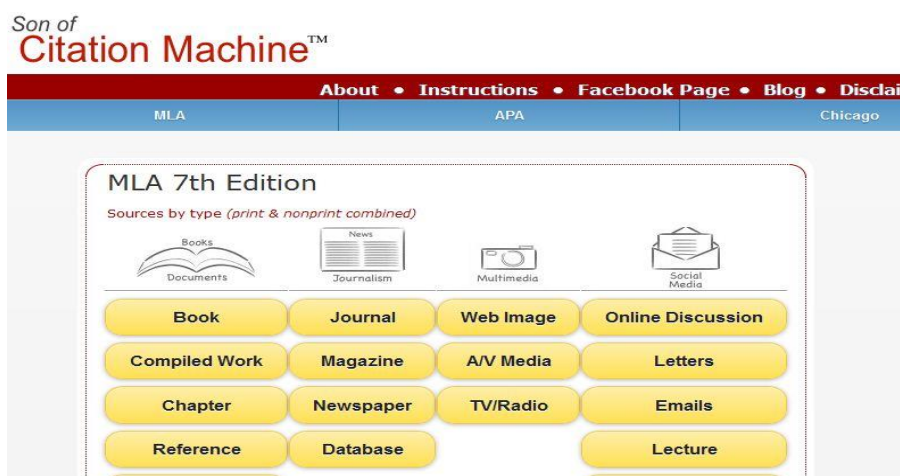 Son of
Citation Machine™
About • Instructions • Facebook Page • Blog •
MLA APA Chicago
MLA 7th Edition
Sources by type (print & nonprint combined)
Books Documents
News Journalism
Multimedia
Social Media
Book Journal Web Image Online Discussion
Compiled Work Magazine A/V Media Letters
Chapter Newspaper TV/Radio Emails
Reference Database Lecture